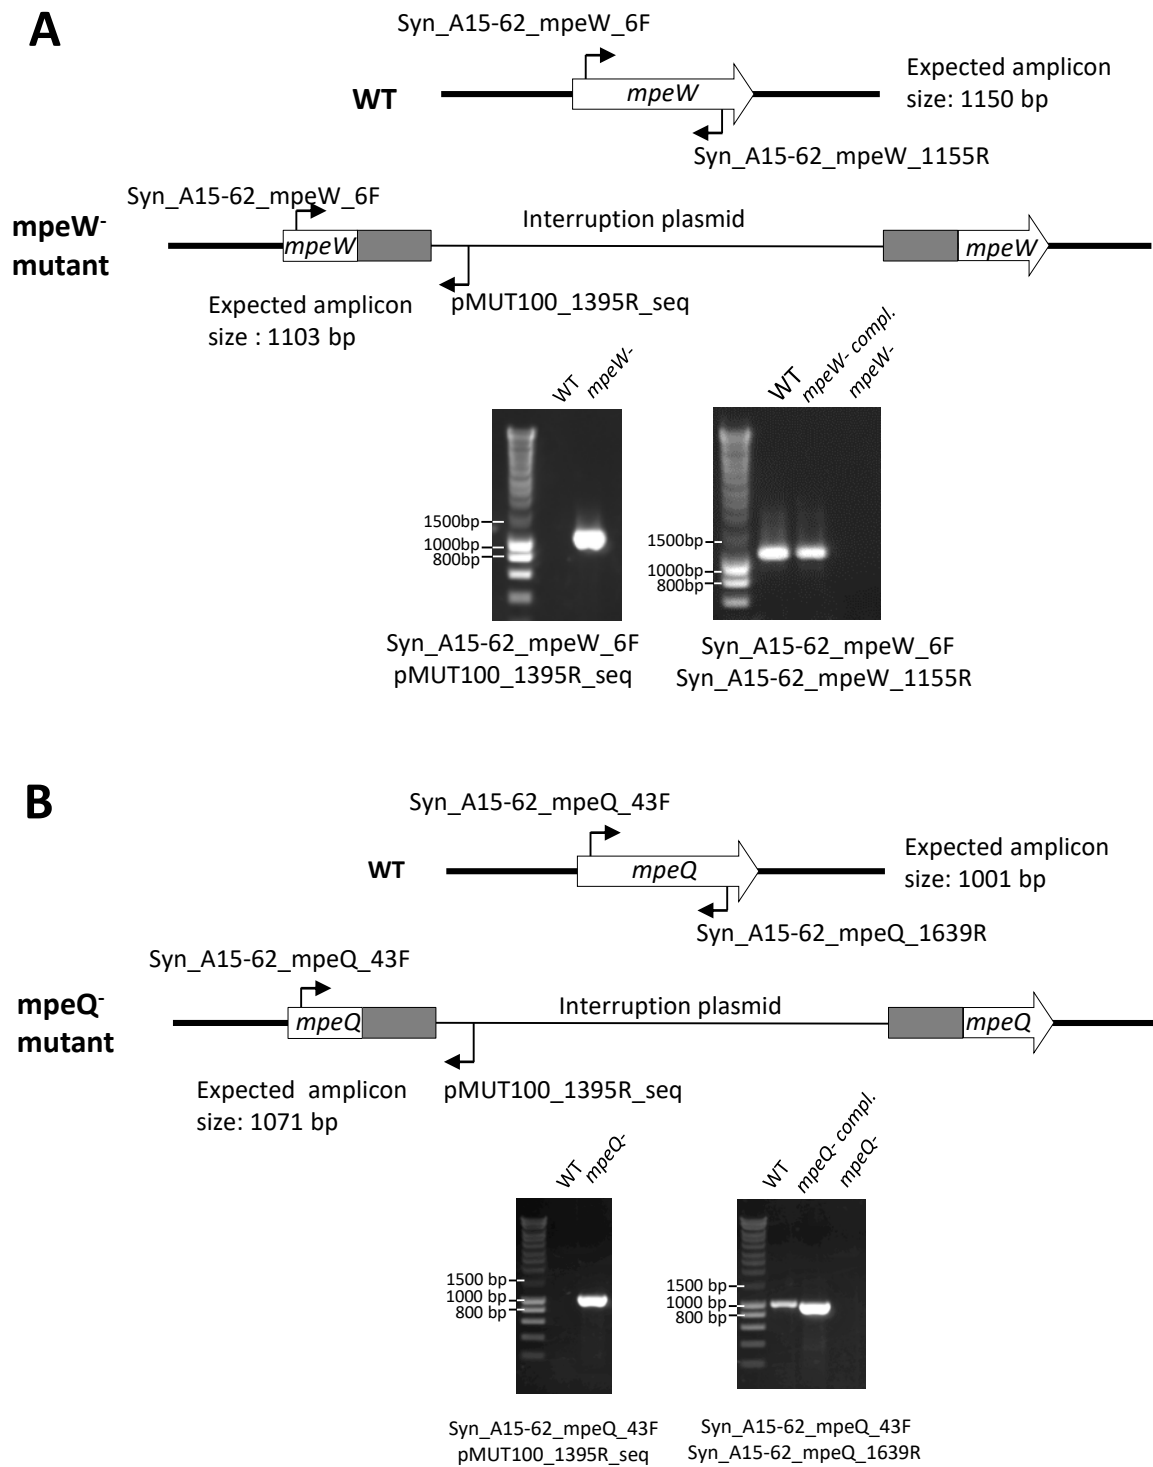 A
Syn_A15-62_mpeW_6F
WT
mpeW
Expected amplicon
size: 1150 bp
Syn_A15-62_mpeW_1155R
Syn_A15-62_mpeW_6F
mpeW-
mutant
mpeW
Interruption plasmid
mpeW
Expected amplicon
size : 1103 bp
pMUT100_1395R_seq
WT
mpeW-
WT
mpeW- compl.
mpeW-
1500bp
1000bp
800bp
1500bp
1000bp
800bp
Syn_A15-62_mpeW_6F
pMUT100_1395R_seq
Syn_A15-62_mpeW_6F
Syn_A15-62_mpeW_1155R
B
Syn_A15-62_mpeQ_43F
WT
mpeQ
Expected amplicon
size: 1001 bp
Syn_A15-62_mpeQ_1639R
Syn_A15-62_mpeQ_43F
mpeQ-
mutant
mpeQ
Interruption plasmid
mpeQ
Expected amplicon
size: 1071 bp
pMUT100_1395R_seq
WT
mpeQ-
WT
mpeQ- compl.
mpeQ-
1500 bp
1000 bp
800 bp
1500 bp
1000 bp
800 bp
Syn_A15-62_mpeQ_43F
pMUT100_1395R_seq
Syn_A15-62_mpeQ_43F
Syn_A15-62_mpeQ_1639R